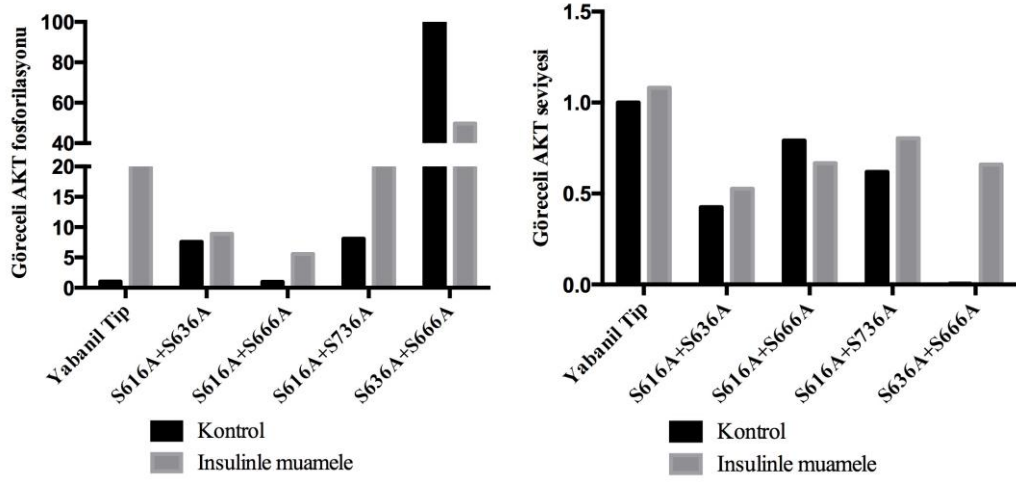 Göreceli AKT fosforilasyonu
100
80
60
40
20
15
10
5
0
Yabanil Tip
S616A+S636A
S616A+S666A
S616A+S736A
S636A+S666A
Kontrol
Insulinle muamele
Göreceli AKT seviyesi
1.5
1.0
0.5
0.0
Yabanil Tip
S616A+S636A
S616A+S666A
S616A+S736A
S636A+S666A
Kontrol
Insulinle muamele